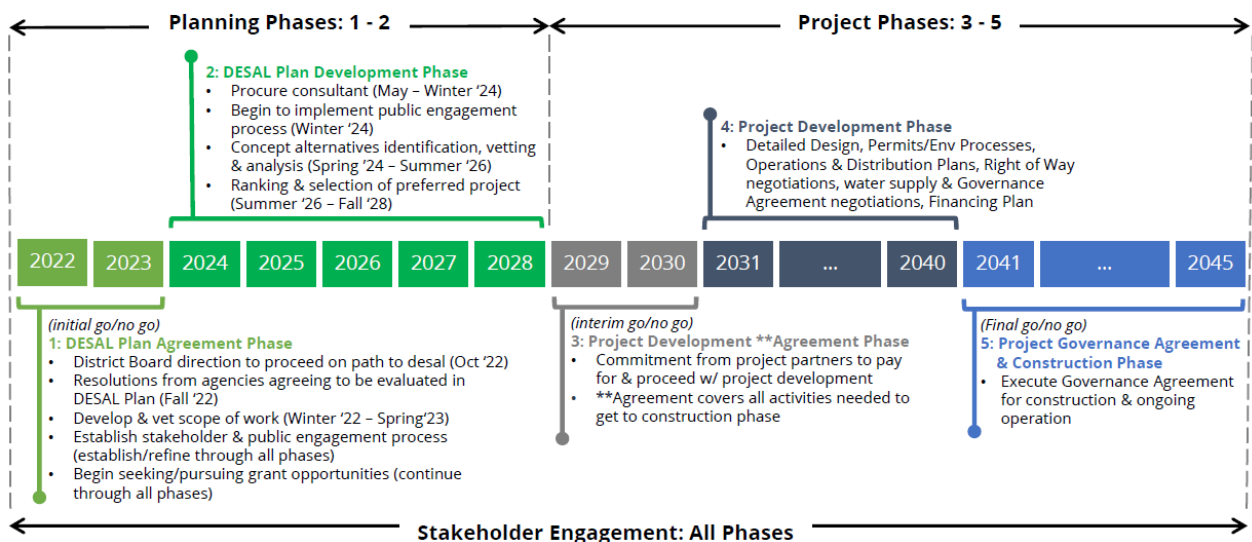 Planning Phases: 1 - 2
Project Phases: 3 - 5
2: DESAL Plan Development Phase
• Procure consultant (May – Winter ‘24)
• Begin to implement public engagement
process (Winter ‘24)
• Concept alternatives identification, vetting
& analysis (Spring ‘24 – Summer ‘26)
• Ranking & selection of preferred project
(Summer ‘26 – Fall ‘28)
4: Project Development Phase
• Detailed Design, Permits/Env Processes,
Operations & Distribution Plans, Right of Way
negotiations, water supply & Governance
Agreement negotiations, Financing Plan
2022 2023 2024 2025 2026 2027 2028 2029 2030 2031 ... 2040 2041 ... 2045
(initial go/no go)
1: DESAL Plan Agreement Phase
• District Board direction to proceed on path to desal (Oct ‘22)
• Resolutions from agencies agreeing to be evaluated in
DESAL Plan (Fall ‘22)
• Develop & vet scope of work (Winter ‘22 – Spring‘23)
• Establish stakeholder & public engagement process
(establish/refine through all phases)
• Begin seeking/pursuing grant opportunities (continue
through all phases)
(interim go/no go)
3: Project Development **Agreement Phase
• Commitment from project partners to pay
for & proceed w/ project development
• **Agreement covers all activities needed to
get to construction phase
(Final go/no go)
5: Project Governance Agreement
& Construction Phase
• Execute Governance Agreement
for construction & ongoing
operation
Stakeholder Engagement: All Phases